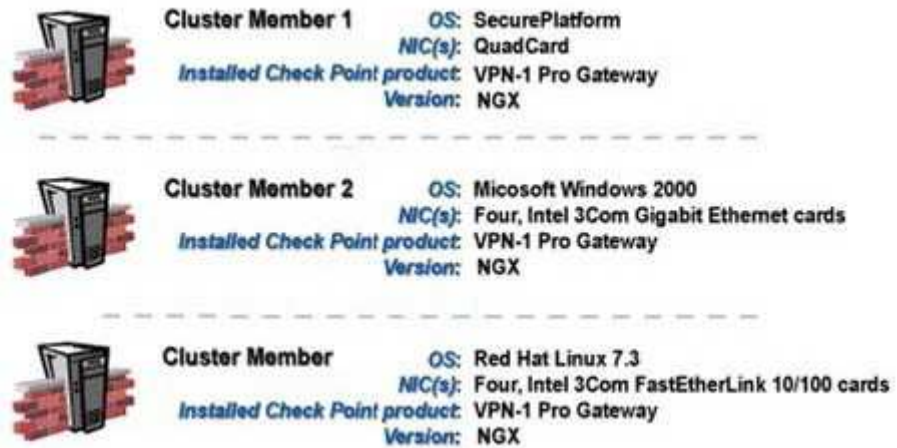 Cluster Member 1
OS: SecurePlatform
NIC(s): QuadCard
Installed Check Point product: VPN-1 Pro Gateway
Version: NGX
Cluster Member 2
OS: Micosoft Windows 2000
NIC(s): Four, Intel 3Com Gigabit Ethernet cards
Installed Check Point product: VPN-1 Pro Gateway
Version: NGX
Cluster Member
OS: Red Hat Linux 7.3
NIC(s): Four, Intel 3Com FastEtherLink 10/100 cards
Installed Check Point product: VPN-1 Pro Gateway
Version: NGX